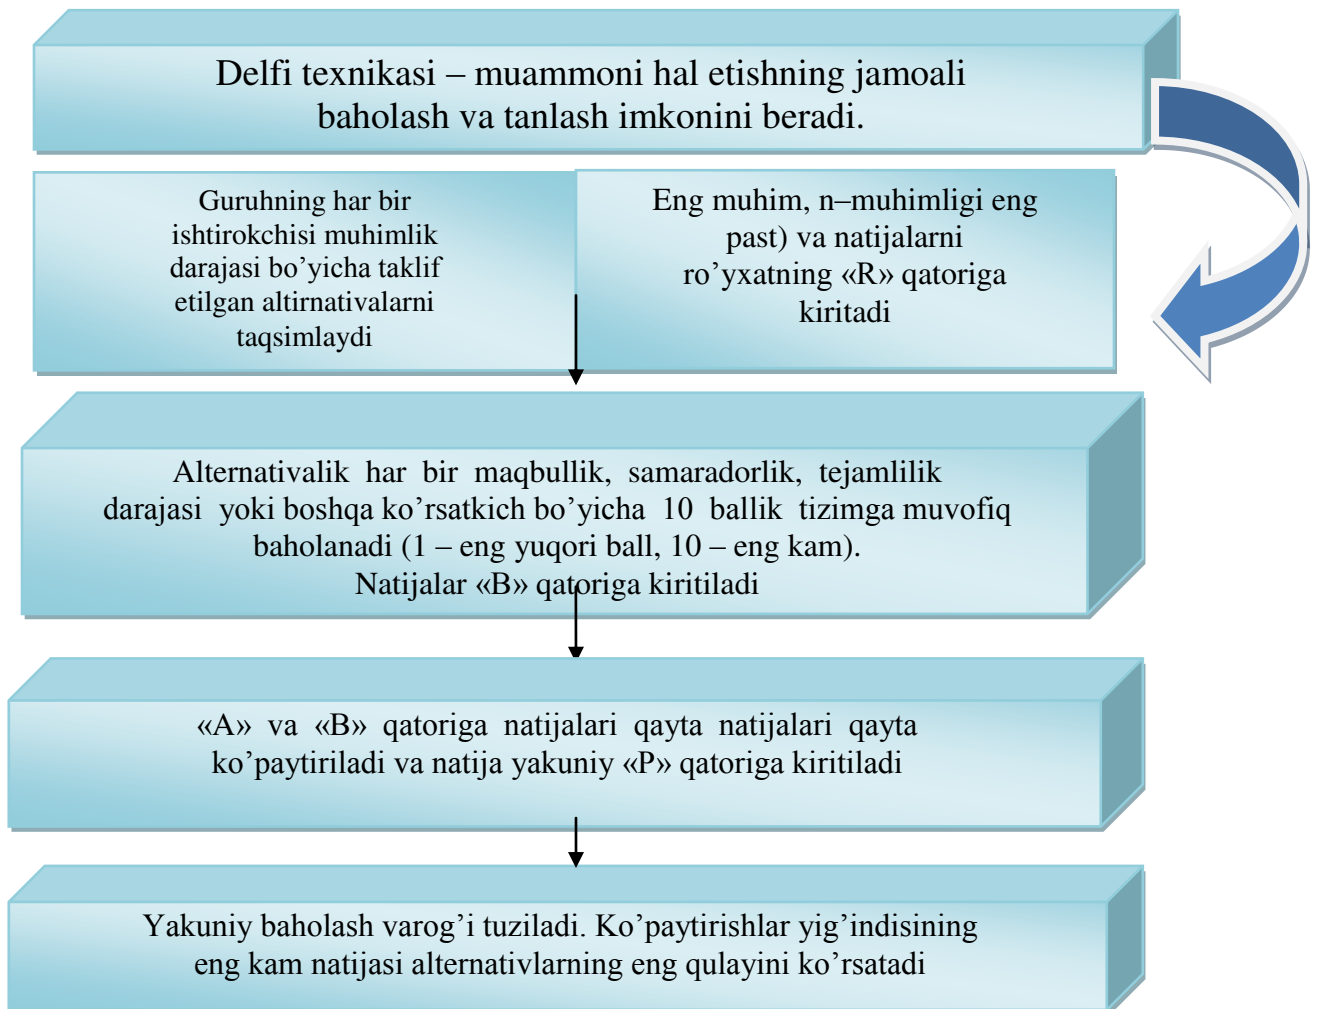 Delfi texnikasi – muammoni hal etishning jamoali
baholash va tanlash imkonini beradi.
Guruhning har bir
ishtirokchisi muhimlik
darajasi bo’yicha taklif
etilgan altirnativalarni
taqsimlaydi
Eng muhim, n–muhimligi eng
past) va natijalarni
ro’yxatning «R» qatoriga
kiritadi
Alternativalik har bir maqbullik, samaradorlik, tejamlilik
darajasi yoki boshqa ko’rsatkich bo’yicha 10 ballik tizimga muvofiq
baholanadi (1 – eng yuqori ball, 10 – eng kam).
Natijalar «B» qatoriga kiritiladi
«A» va «B» qatoriga natijalari qayta natijalari qayta
ko’paytiriladi va natija yakuniy «P» qatoriga kiritiladi
Yakuniy baholash varog’i tuziladi. Ko’paytirishlar yig’indisining
eng kam natijasi alternativlarning eng qulayini ko’rsatadi